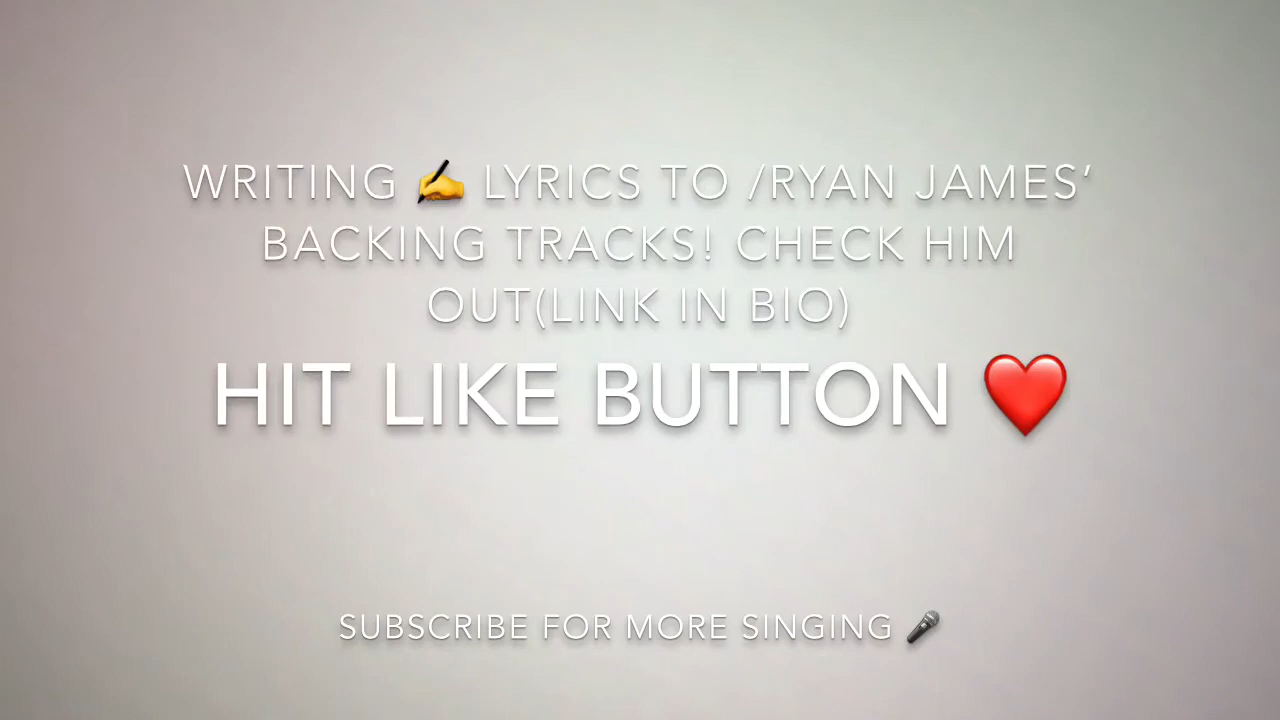 WRITING ✍️ LYRICS TO /RYAN JAMES’
BACKING TRACKS! CHECK HIM
OUT(LINK IN BIO)
HIT LIKE BUTTON ❤️
SUBSCRIBE FOR MORE SINGING 🎤